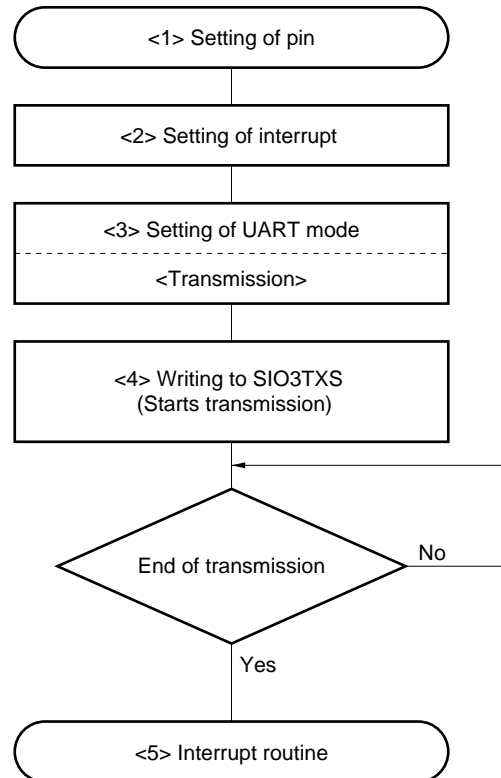 <1> Setting of pin
<2> Setting of interrupt
<3> Setting of UART mode
<Transmission>
<4> Writing to SIO3TXS
(Starts transmission)
End of transmission
No
Yes
<5> Interrupt routine